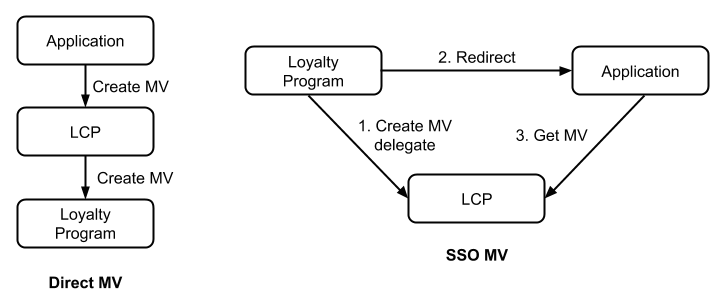 Application
Create MV
LCP
Create MV
Loyalty
Program
Direct MV
Loyalty
Program
2. Redirect
Application
1. Create MV
delegate
3. Get MV
LCP
SSO MV